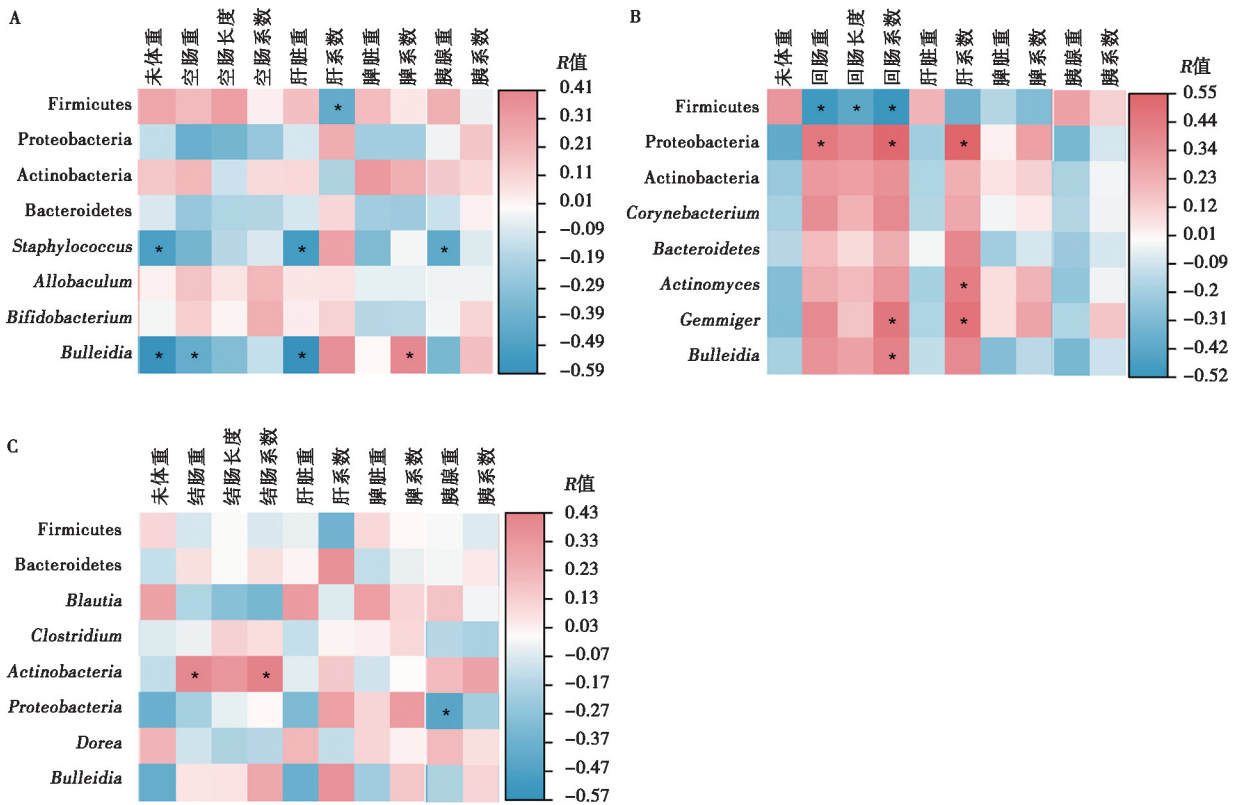 A
未体重
空肠重
空肠长度
空肠系数
肝脏重
肝系数
脾脏重
脾系数
胰腺重
胰系数
R值
Firmicutes
Proteobacteria
Actinobacteria
Bacteroidetes
Staphylococcus
Allobaculum
Bifidobacterium
Bulleidia
* * * * * * * * *
0.41
0.31
0.21
0.11
0.01
-0.09
-0.19
-0.29
-0.39
-0.49
-0.59
B
未体重
回肠重
回肠长度
回肠系数
肝脏重
肝系数
脾脏重
脾系数
胰腺重
胰系数
R值
Firmicutes
* * *
Proteobacteria
* * *
Actinobacteria
Corynebacterium
Bacteroidetes
Actinomyces
*
Gemmiger
* *
Bulleidia
*
0.55
0.44
0.34
0.23
0.12
0.01
-0.09
-0.2
-0.31
-0.42
-0.52
C
未体重
结肠重
结肠长度
结肠系数
肝脏重
肝系数
脾脏重
脾系数
胰腺重
胰系数
R值
Firmicutes
Bacteroidetes
Blautia
Clostridium
Actinobacteria
* *
Proteobacteria
*
Dorea
Bulleidia
0.43
0.33
0.23
0.13
0.03
-0.07
-0.17
-0.27
-0.37
-0.47
-0.57